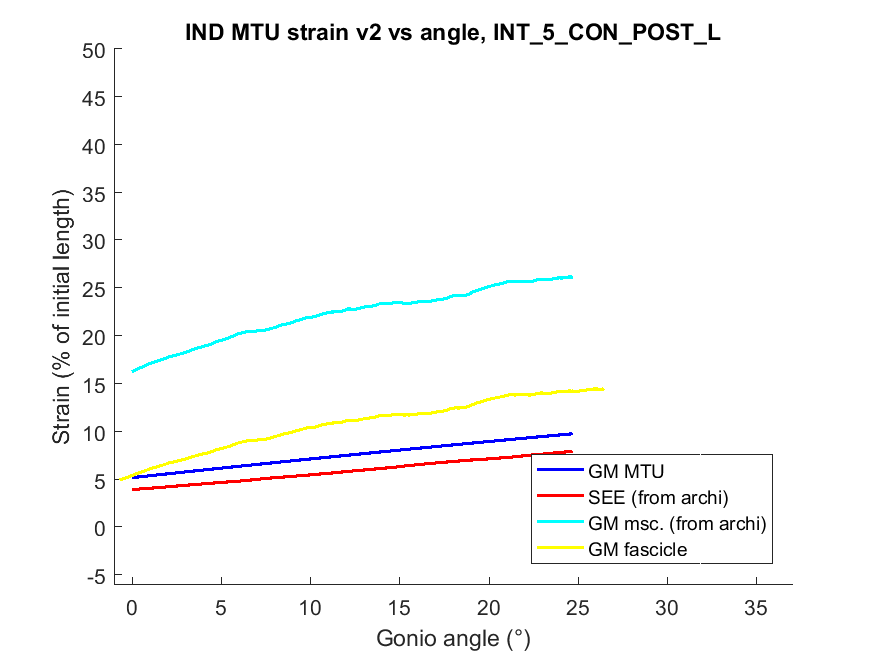 IND MTU strain v2 vs angle, INT_5_CON_POST_L
50
45
40
35
30
25
20
15
10
5
0
-5
Strain (% of initial length)
GM MTU
SEE (from archi)
GM msc. (from archi)
GM fascicle
0 5 10 15 20 25 30 35
Gonio angle (°)